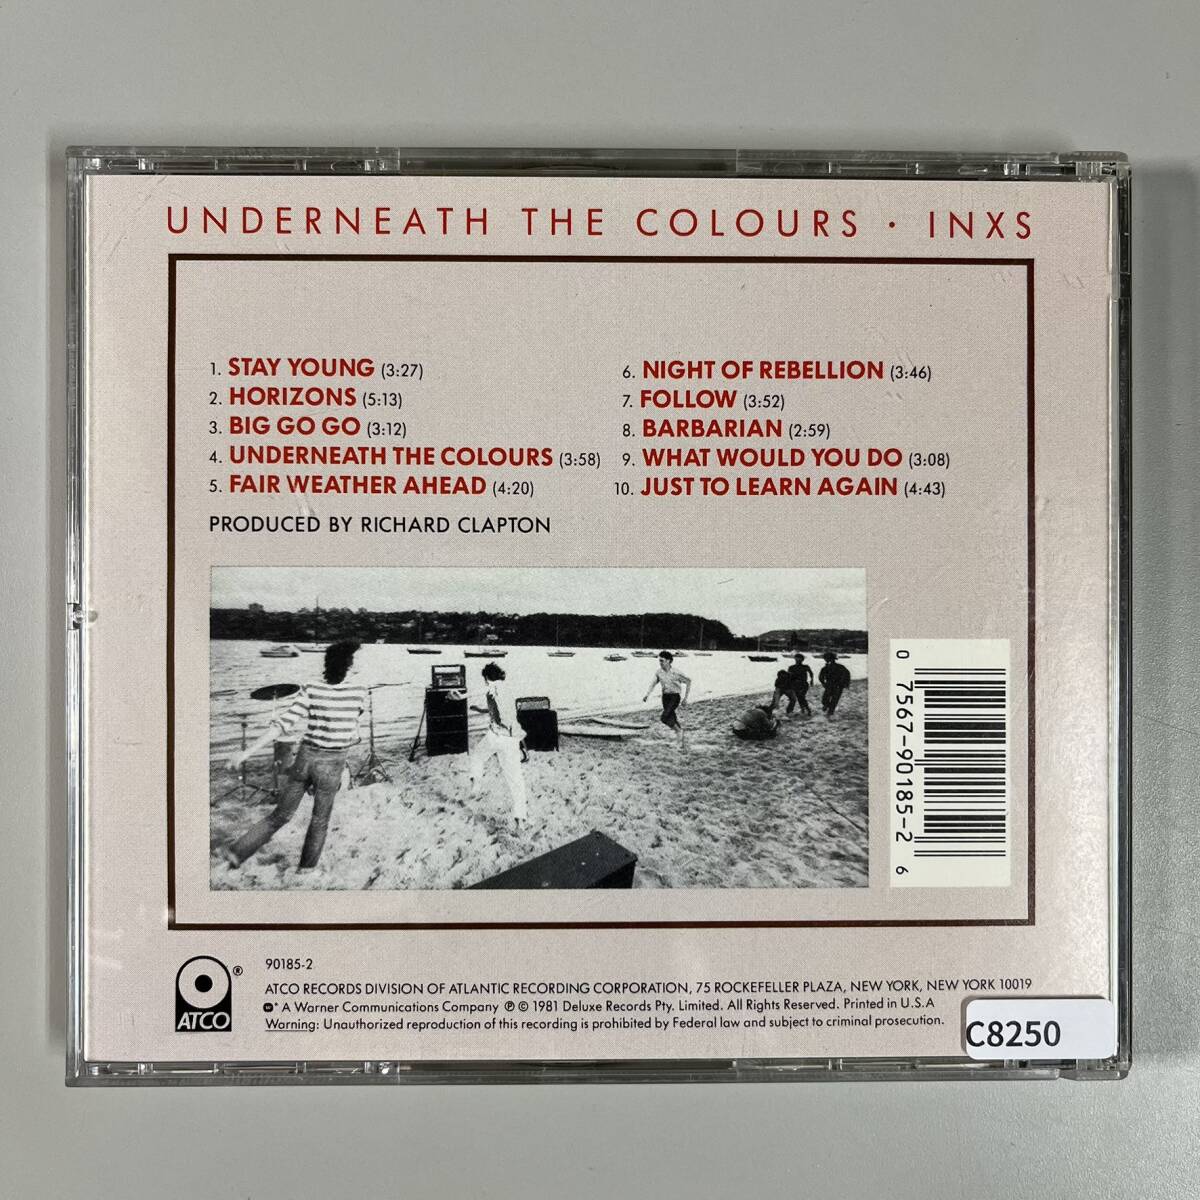 UNDERNEATH THE COLOURS · INXS
1. STAY YOUNG (3:27)
2. HORIZONS (5:13)
3. BIG GO GO (3:12)
4. UNDERNEATH THE COLOURS (3:58)
5. FAIR WEATHER AHEAD (4:20)
6. NIGHT OF REBELLION (3:46)
7. FOLLOW (3:52)
8. BARBARIAN (2:59)
9. WHAT WOULD YOU DO (3:08)
10. JUST TO LEARN AGAIN (4:43)
PRODUCED BY RICHARD CLAPTON
0 7567-90185-2 6
ATCO ®
90185-2
ATCO RECORDS DIVISION OF ATLANTIC RECORDING CORPORATION, 75 ROCKEFELLER PLAZA, NEW YORK, NEW YORK 10019
A Warner Communications Company ℗ © 1981 Deluxe Records Pty. Limited. All Rights Reserved. Printed in U.S.A
Warning: Unauthorized reproduction of this recording is prohibited by Federal law and subject to criminal prosecution.
C8250